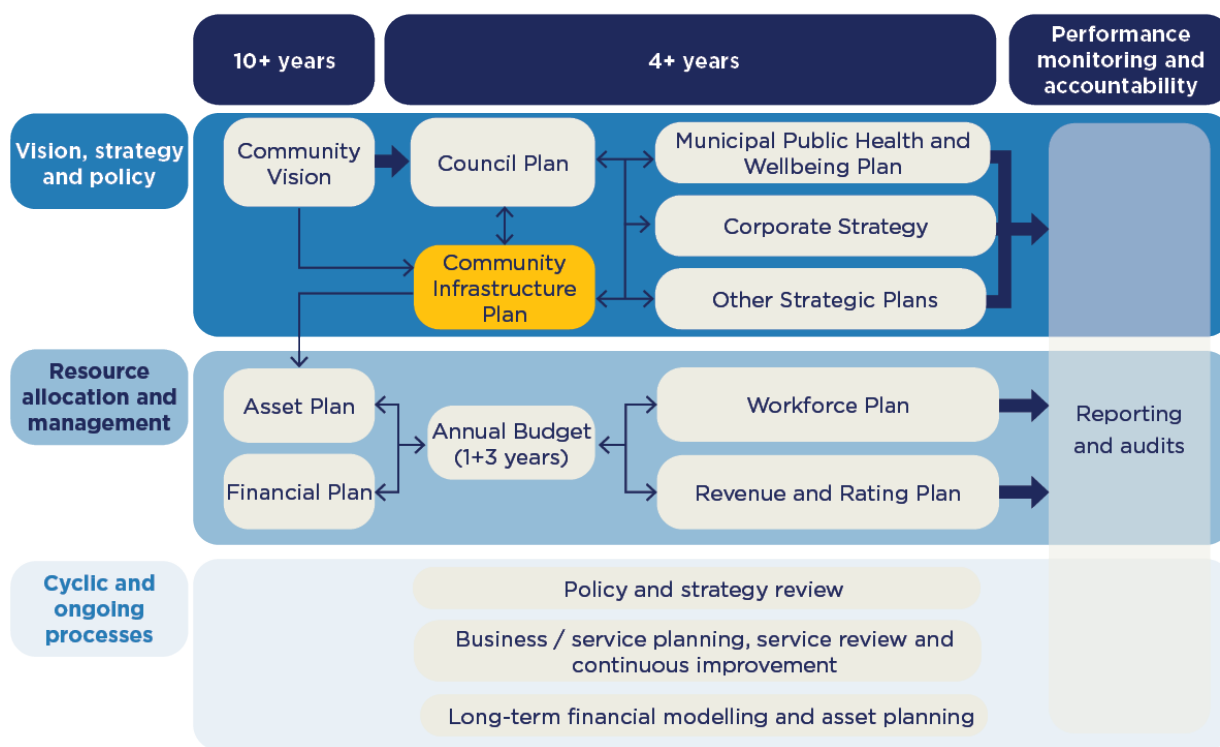 10+ years
4+ years
Performance
monitoring and
accountability
Vision, strategy
and policy
Community
Vision
Council Plan
Municipal Public Health and
Wellbeing Plan
Corporate Strategy
Community
Infrastructure
Plan
Other Strategic Plans
Resource
allocation and
management
Asset Plan
Financial Plan
Annual Budget
(1+3 years)
Workforce Plan
Revenue and Rating Plan
Reporting
and audits
Cyclic and
ongoing
processes
Policy and strategy review
Business / service planning, service review and
continuous improvement
Long-term financial modelling and asset planning